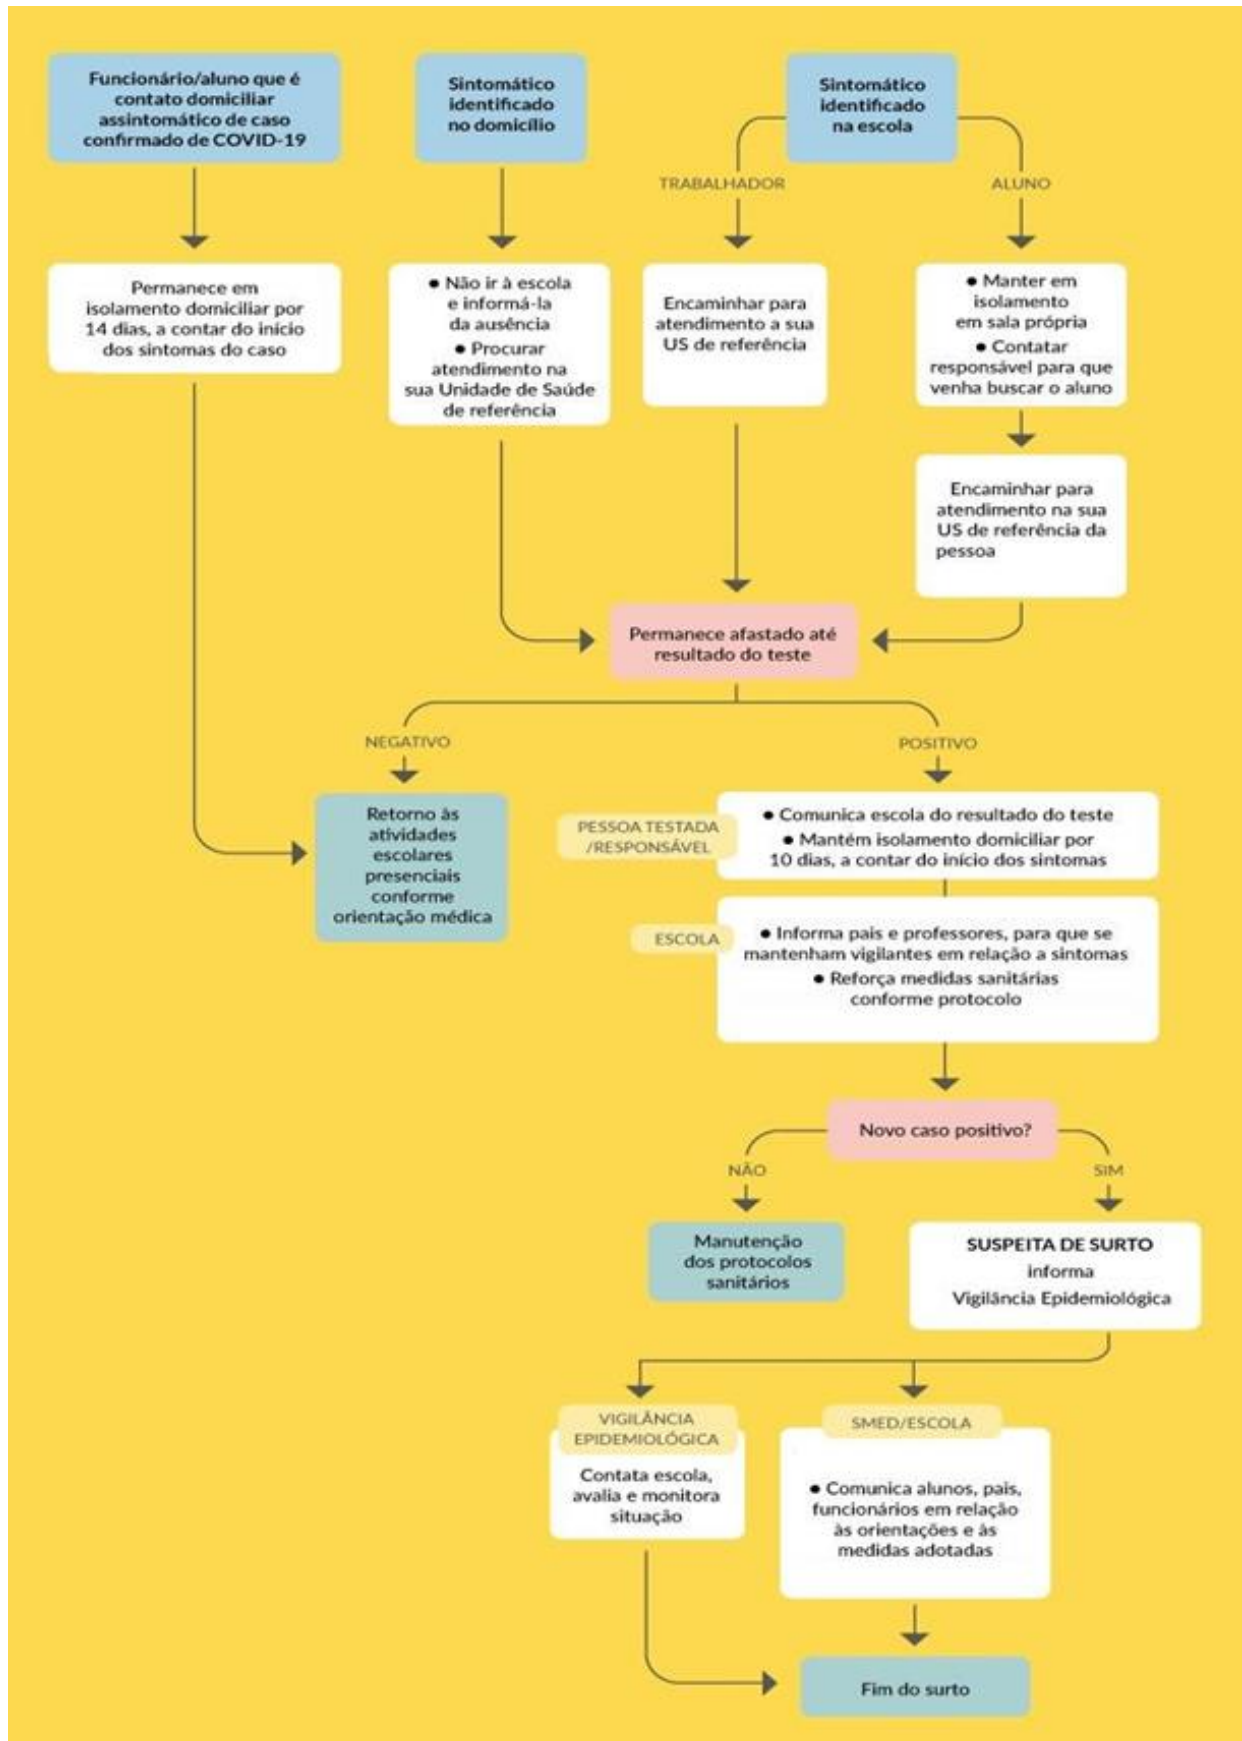 Funcionário/aluno que é
contato domiciliar
assintomático de caso
confirmado de COVID-19
Sintomático
identificado
no domicílio
Sintomático
identificado
na escola
TRABALHADOR
ALUNO
Permanece em
isolamento domiciliar por
14 dias, a contar do início
dos sintomas do caso
● Não ir à escola
e informá-la
da ausência
● Procurar
atendimento na
sua Unidade de Saúde
de referência
Encaminhar para
atendimento a sua
US de referência
● Manter em
isolamento
em sala própria
● Contatar
responsável para que
venha buscar o aluno
Encaminhar para
atendimento na sua
US de referência da
pessoa
Permanece afastado até
resultado do teste
NEGATIVO
POSITIVO
Retorno às
atividades
escolares
presenciais
conforme
orientação médica
PESSOA TESTADA
/RESPONSÁVEL
● Comunica escola do resultado do teste
● Mantém isolamento domiciliar por
10 dias, a contar do início dos sintomas
ESCOLA
● Informa pais e professores, para que se
mantenham vigilantes em relação a sintomas
● Reforça medidas sanitárias
conforme protocolo
Novo caso positivo?
NÃO
SIM
Manutenção
dos protocolos
sanitários
SUSPEITA DE SURTO
informa
Vigilância Epidemiológica
VIGILÂNCIA
EPIDEMIOLÓGICA
Contata escola,
avalia e monitora
situação
SMED/ESCOLA
● Comunica alunos, pais,
funcionários em relação
às orientações e às
medidas adotadas
Fim do surto